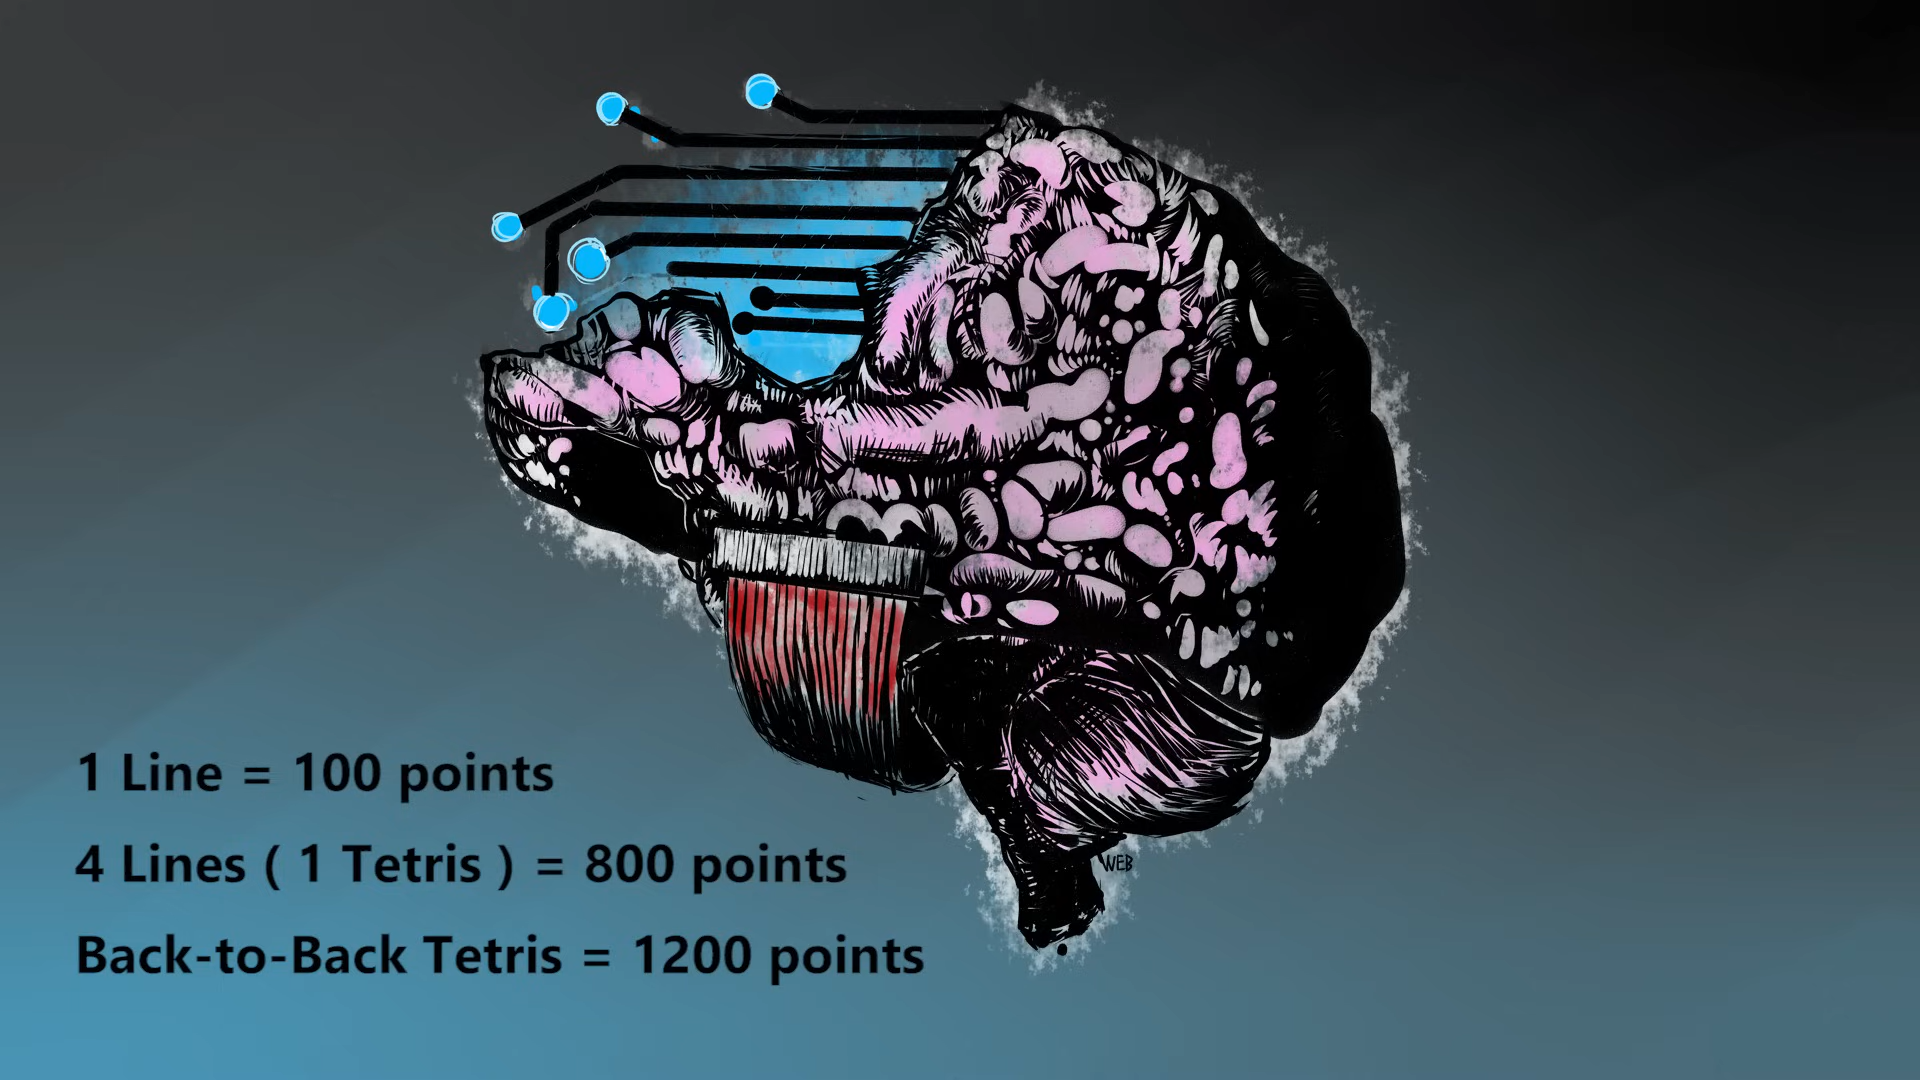 1 Line = 100 points
4 Lines ( 1 Tetris ) = 800 points
Back-to-Back Tetris = 1200 points
WEB